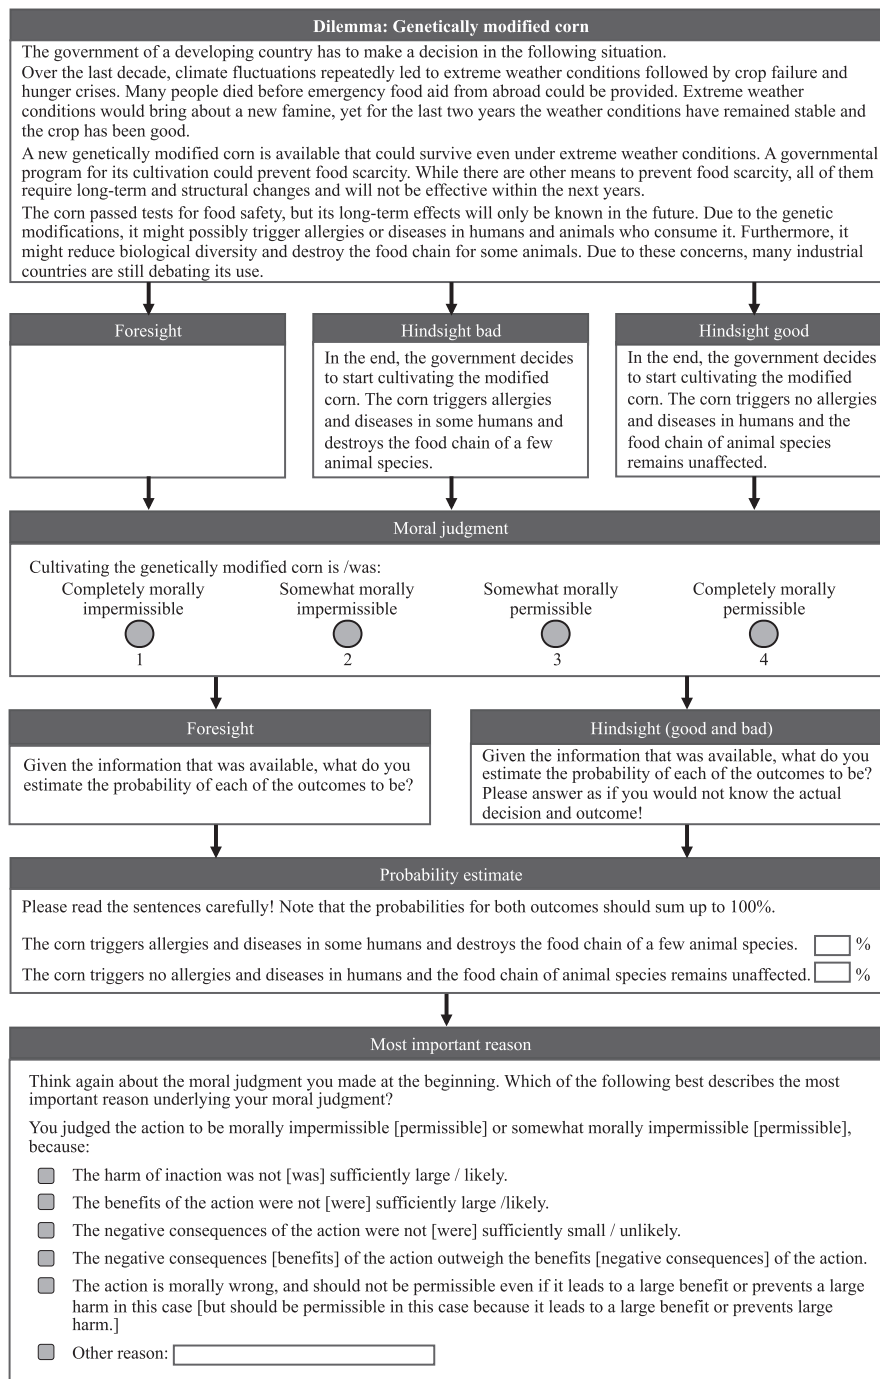 Dilemma: Genetically modified corn
The government of a developing country has to make a decision in the following situation.
Over the last decade, climate fluctuations repeatedly led to extreme weather conditions followed by crop failure and
hunger crises. Many people died before emergency food aid from abroad could be provided. Extreme weather
conditions would bring about a new famine, yet for the last two years the weather conditions have remained stable and
the crop has been good.
A new genetically modified corn is available that could survive even under extreme weather conditions. A governmental
program for its cultivation could prevent food scarcity. While there are other means to prevent food scarcity, all of them
require long-term and structural changes and will not be effective within the next years.
The corn passed tests for food safety, but its long-term effects will only be known in the future. Due to the genetic
modifications, it might possibly trigger allergies or diseases in humans and animals who consume it. Furthermore, it
might reduce biological diversity and destroy the food chain for some animals. Due to these concerns, many industrial
countries are still debating its use.
Foresight
Hindsight bad
In the end, the government decides
to start cultivating the modified
corn. The corn triggers allergies
and diseases in some humans and
destroys the food chain of a few
animal species.
Hindsight good
In the end, the government decides
to start cultivating the modified
corn. The corn triggers no allergies
and diseases in humans and the
food chain of animal species
remains unaffected.
Moral judgment
Cultivating the genetically modified corn is /was:
Completely morally
impermissible
1
Somewhat morally
impermissible
2
Somewhat morally
permissible
3
Completely morally
permissible
4
Foresight
Given the information that was available, what do you
estimate the probability of each of the outcomes to be?
Hindsight (good and bad)
Given the information that was available, what do you
estimate the probability of each of the outcomes to be?
Please answer as if you would not know the actual
decision and outcome!
Probability estimate
Please read the sentences carefully! Note that the probabilities for both outcomes should sum up to 100%.
The corn triggers allergies and diseases in some humans and destroys the food chain of a few animal species. %
The corn triggers no allergies and diseases in humans and the food chain of animal species remains unaffected. %
Most important reason
Think again about the moral judgment you made at the beginning. Which of the following best describes the most
important reason underlying your moral judgment?
You judged the action to be morally impermissible [permissible] or somewhat morally impermissible [permissible],
because:
The harm of inaction was not [was] sufficiently large / likely.
The benefits of the action were not [were] sufficiently large /likely.
The negative consequences of the action were not [were] sufficiently small / unlikely.
The negative consequences [benefits] of the action outweigh the benefits [negative consequences] of the action.
The action is morally wrong, and should not be permissible even if it leads to a large benefit or prevents a large
harm in this case [but should be permissible in this case because it leads to a large benefit or prevents large
harm.]
Other reason: